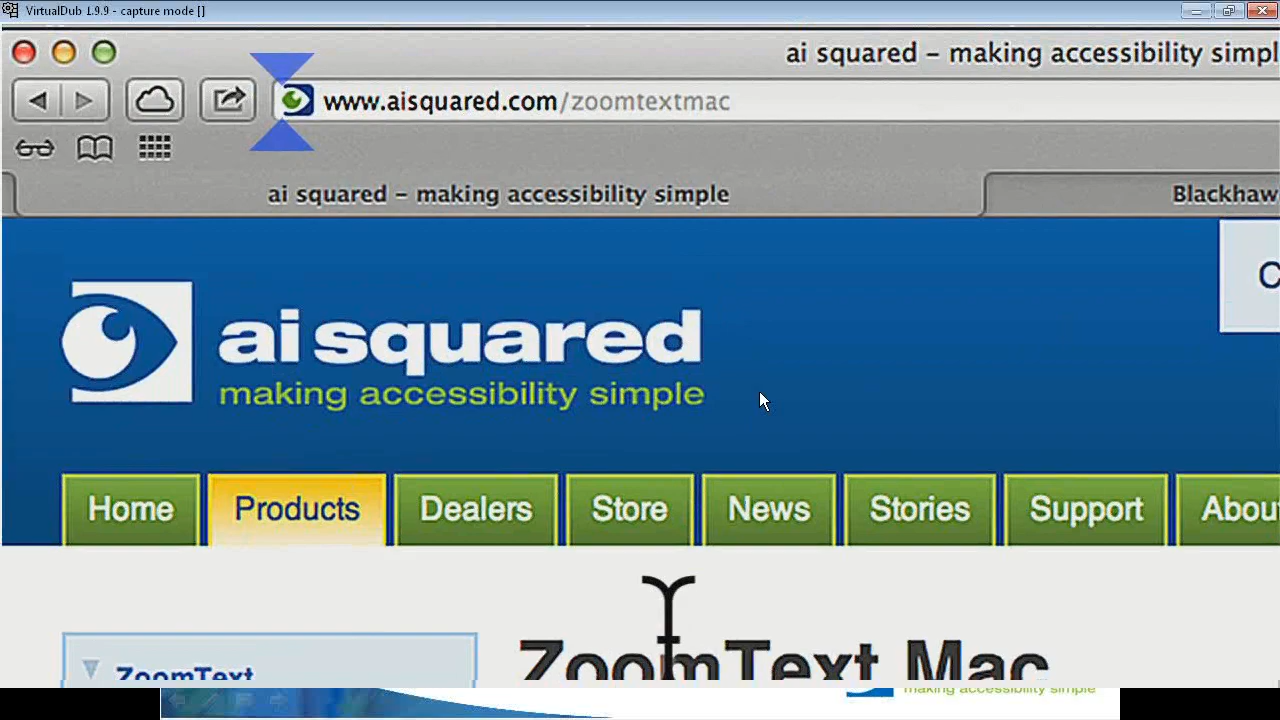 VirtualDub 1.9.9 - capture mode []
ai squared – making accessibility simpl
www.aisquared.com/zoomtextmac
ai squared – making accessibility simple
Blackhaw
C
ai squared
making accessibility simple
Home Products Dealers Store News Stories Support Abou
ZoomText
ZoomText Mac
making accessibility simple